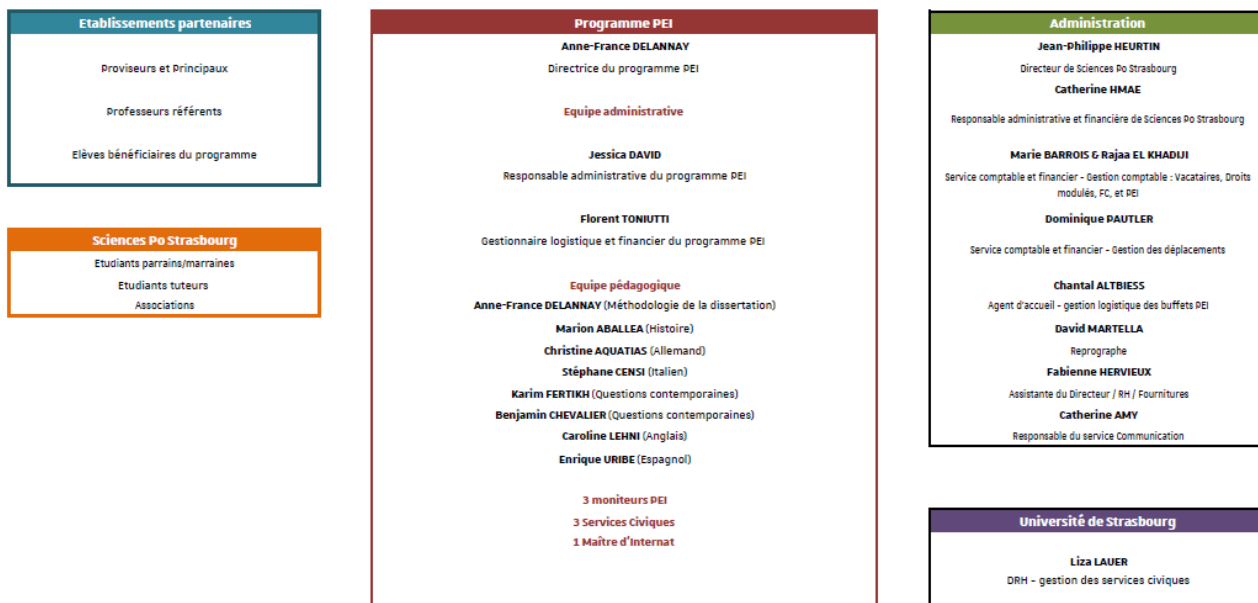 Etablissements partenaires
Proviseurs et Principaux
Professeurs référents
Elèves bénéficiaires du programme
Sciences Po Strasbourg
Etudiants parrains/marraines
Etudiants tuteurs
Associations
Programme PEI
Anne-France DELANNAY
Directrice du programme PEI
Equipe administrative
Jessica DAVID
Responsable administrative du programme PEI
Florent TONIUTTI
Gestionnaire logistique et financier du programme PEI
Equipe pédagogique
Anne-France DELANNAY (Méthodologie de la dissertation)
Marion ABALLEA (Histoire)
Christine AQUATIAS (Allemand)
Stéphane CENSI (Italien)
Karim FERTIKH (Questions contemporaines)
Benjamin CHEVALIER (Questions contemporaines)
Caroline LEHNI (Anglais)
Enrique URIBE (Espagnol)
3 moniteurs PEI
3 Services Civiques
1 Maître d'Internat
Administration
Jean-Philippe HEURTIN
Directeur de Sciences Po Strasbourg
Catherine HMAE
Responsable administrative et financière de Sciences Po Strasbourg
Marie BARROIS & Rajaa EL KHADIJI
Service comptable et financier - Gestion comptable : Vacataires, Droits
modulés, FC, et PEI
Dominique PAUTLER
Service comptable et financier - Gestion des déplacements
Chantal ALTBIESS
Agent d'accueil - gestion logistique des buffets PEI
David MARTELLA
Reprographe
Fabienne HERVIEUX
Assistante du Directeur / RH / Fournitures
Catherine AMY
Responsable du service Communication
Université de Strasbourg
Liza LAUER
DRH - gestion des services civiques